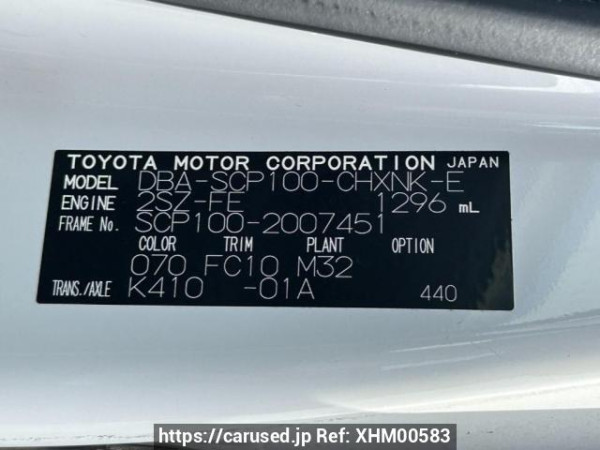 TOYOTA MOTOR CORPORATION JAPAN
MODEL DBA-SCP100-CHXNK-E
ENGINE 2SZ-FE 1296 mL
FRAME No. SCP100-2007451
COLOR TRIM PLANT OPTION
070 FC10 M32
TRANS./AXLE K410 -01A 440
https://carused.jp Ref: XHM00583